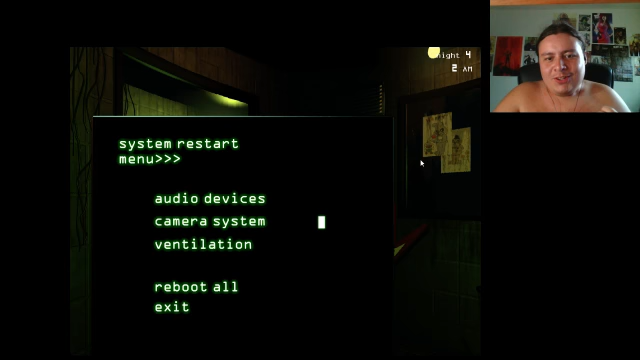 night 4
2 AM
system restart
menu>>>
audio devices
camera system
ventilation
reboot all
exit